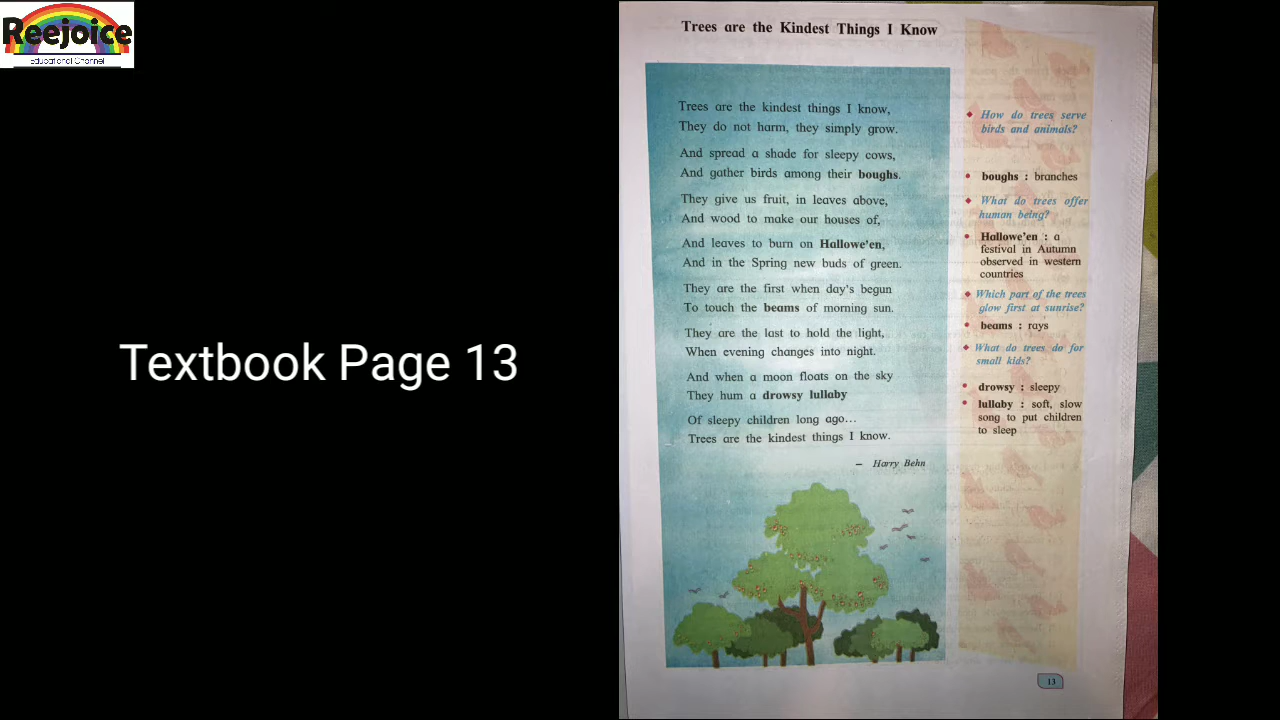 Reejoice
Educational Channel
Textbook Page 13
Trees are the Kindest Things I Know
Trees are the kindest things I know,
They do not harm, they simply grow.
And spread a shade for sleepy cows,
And gather birds among their boughs.
They give us fruit, in leaves above,
And wood to make our houses of,
And leaves to burn on Hallowe'en,
And in the Spring new buds of green.
They are the first when day's begun
To touch the beams of morning sun.
They are the last to hold the light,
When evening changes into night.
And when a moon floats on the sky
They hum a drowsy lullaby
Of sleepy children long ago...
Trees are the kindest things I know.
– Harry Behn
How do trees serve
birds and animals?
boughs : branches
What do trees offer
human being?
Hallowe'en : a
festival in Autumn
observed in western
countries
Which part of the trees
glow first at sunrise?
beams : rays
What do trees do for
small kids?
drowsy : sleepy
lullaby : soft, slow
song to put children
to sleep
13